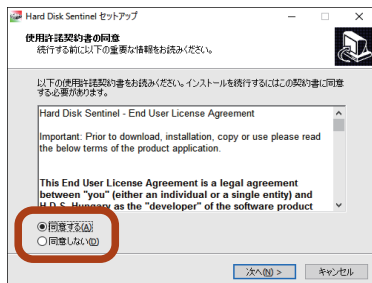 Hard Disk Sentinel セットアップ
使用許諾契約書の同意
続行する前に以下の重要な情報をお読みください。
以下の使用許諾契約書をお読みください。インストールを続行するにはこの契約書に同意
する必要があります。
Hard Disk Sentinel - End User License Agreement
Important: Prior to download, installation, copy or use please read
the below terms of the product application.
This End User License Agreement is a legal agreement
between "you" (either an individual or a single entity) and
H.D.S. Hungary as the "developer" of the software product
同意する(A)
同意しない(D)
次へ(N) >
キャンセル